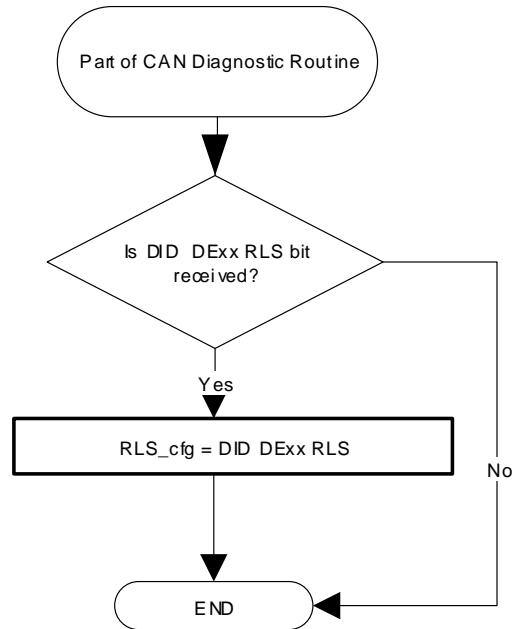 Part of CAN Diagnostic Routine
Is DID DExx RLS bit
received?
Yes
RLS_cfg = DID DExx RLS
No
END